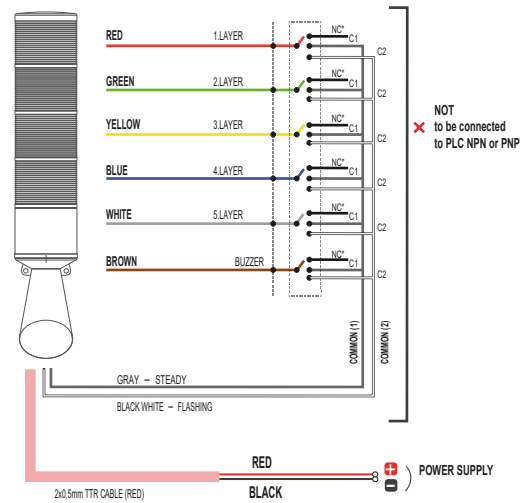 RED 1.LAYER NC* C1 C2
GREEN 2.LAYER NC* C1 C2
YELLOW 3.LAYER NC* C1 C2
BLUE 4.LAYER NC* C1 C2
WHITE 5.LAYER NC* C1 C2
BROWN BUZZER NC* C1 C2
NOT
to be connected
to PLC NPN or PNP
COMMON (1)
COMMON (2)
GRAY – STEADY
BLACK WHITE – FLASHING
RED
BLACK
2x0,5mm TTR CABLE (RED)
+
-
POWER SUPPLY